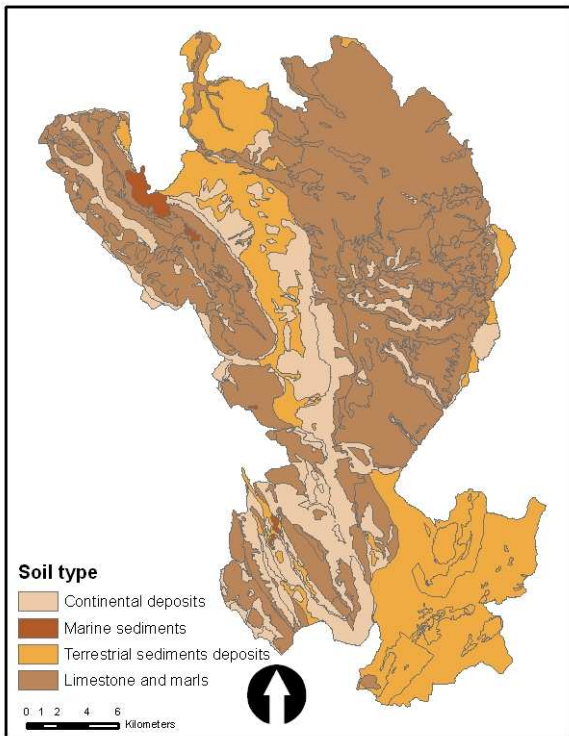 Soil type
Continental deposits
Marine sediments
Terrestrial sediments deposits
Limestone and marls
0 1 2 4 6
Kilometers